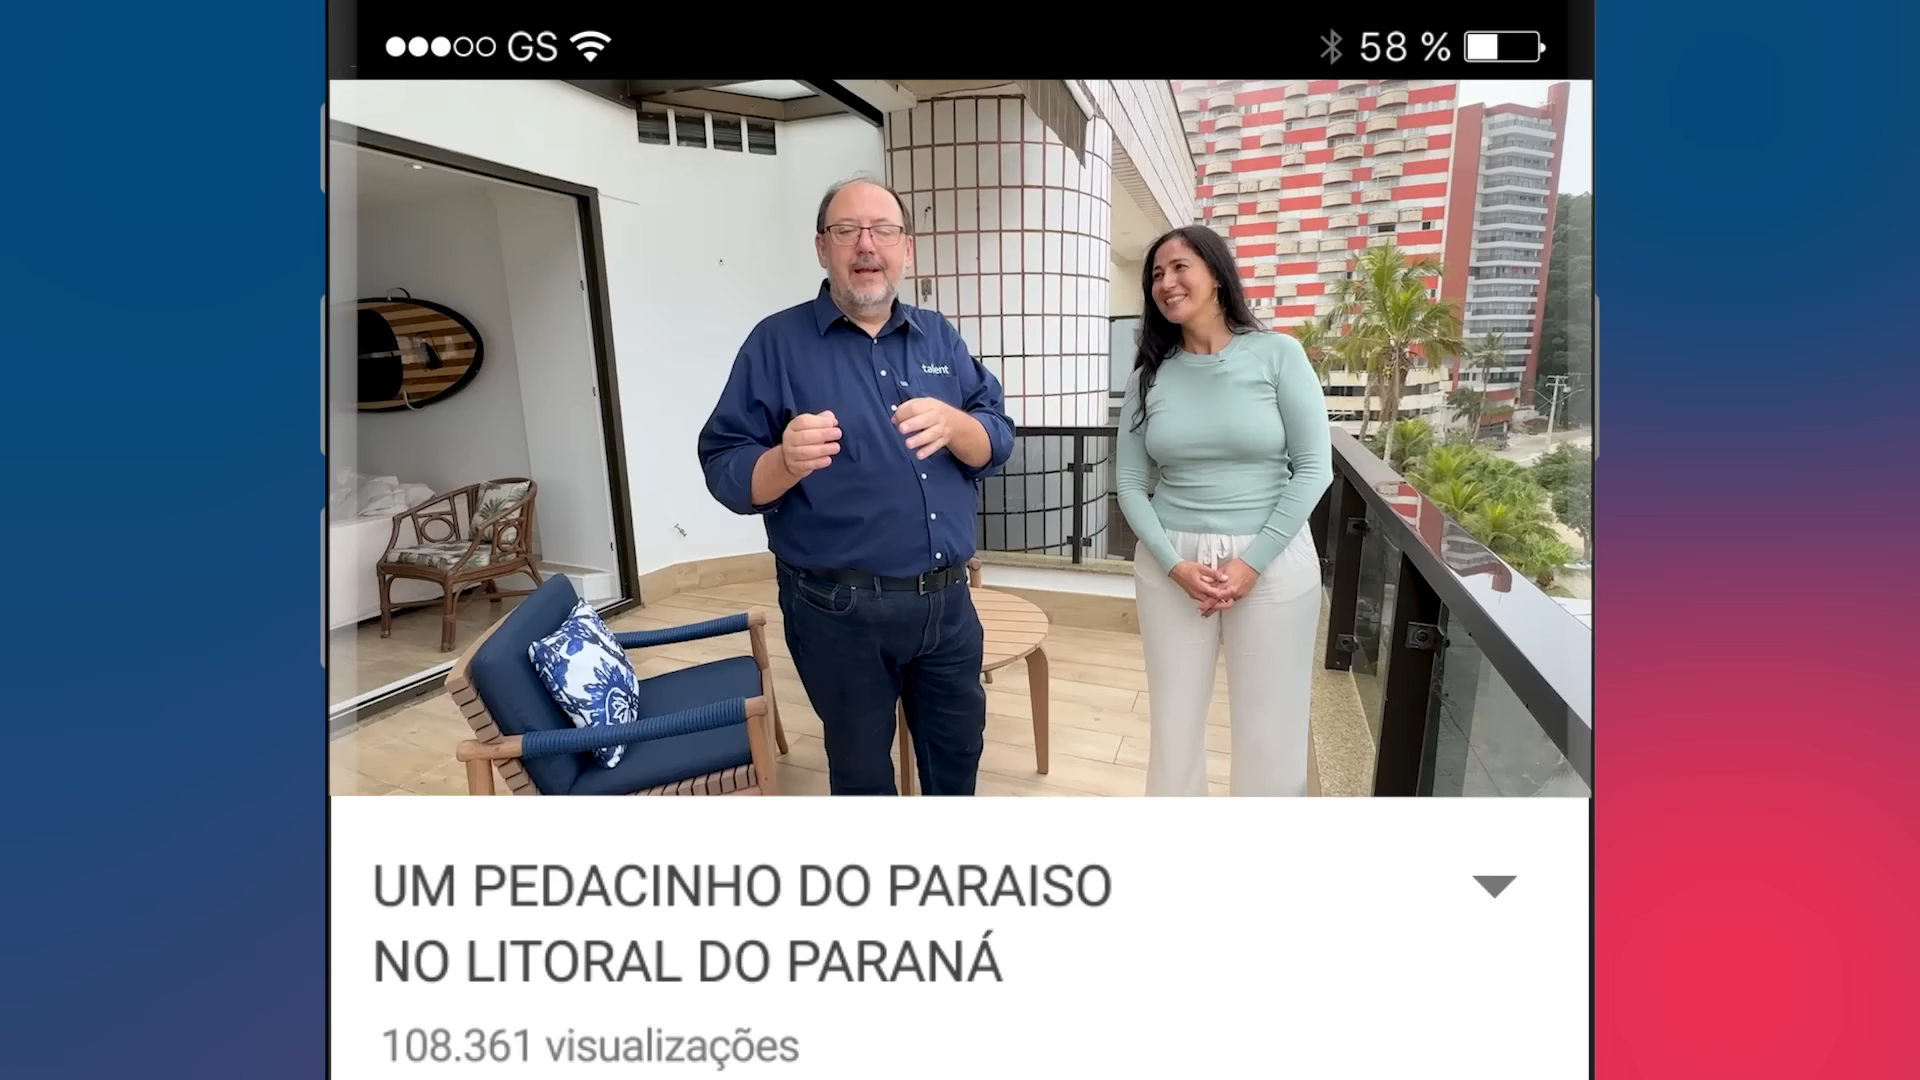 GS
58 %
talent
UM PEDACINHO DO PARAISO
NO LITORAL DO PARANÁ
108.361 visualizações